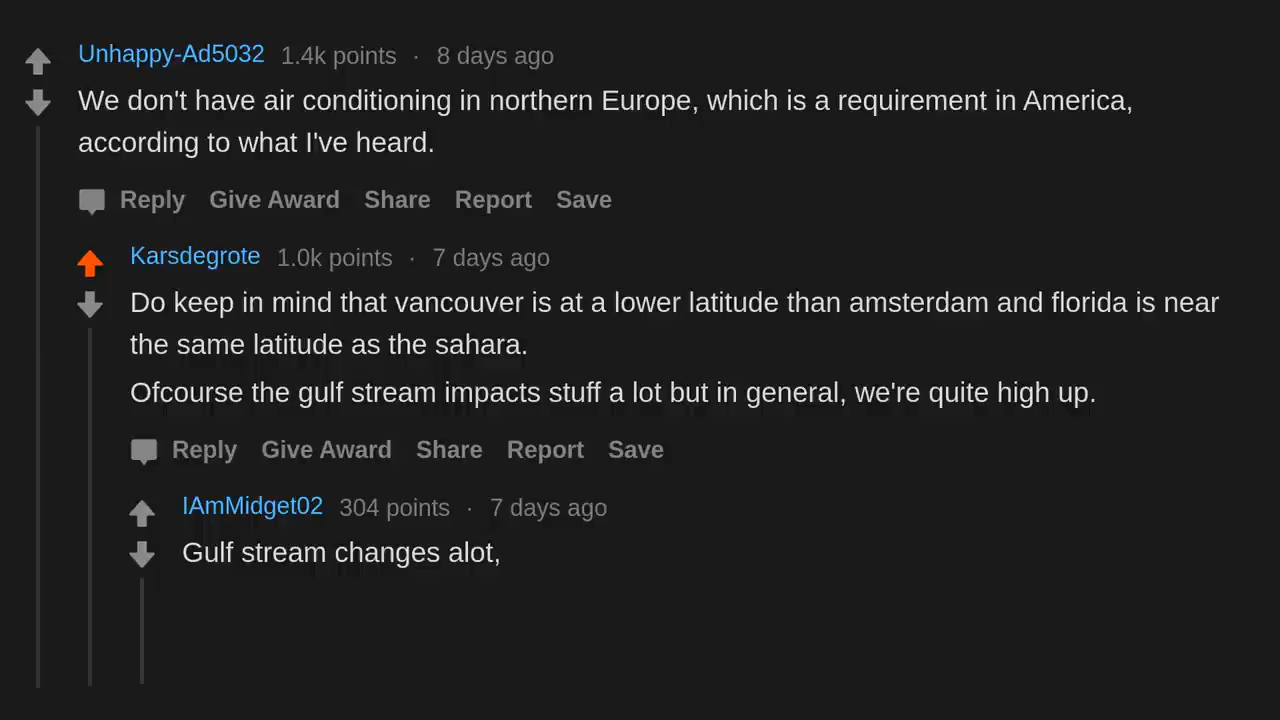 Unhappy-Ad5032 1.4k points · 8 days ago
We don't have air conditioning in northern Europe, which is a requirement in America,
according to what I've heard.
Reply Give Award Share Report Save
Karsdegrote 1.0k points · 7 days ago
Do keep in mind that vancouver is at a lower latitude than amsterdam and florida is near
the same latitude as the sahara.
Ofcourse the gulf stream impacts stuff a lot but in general, we're quite high up.
Reply Give Award Share Report Save
IAmMidget02 304 points · 7 days ago
Gulf stream changes alot,